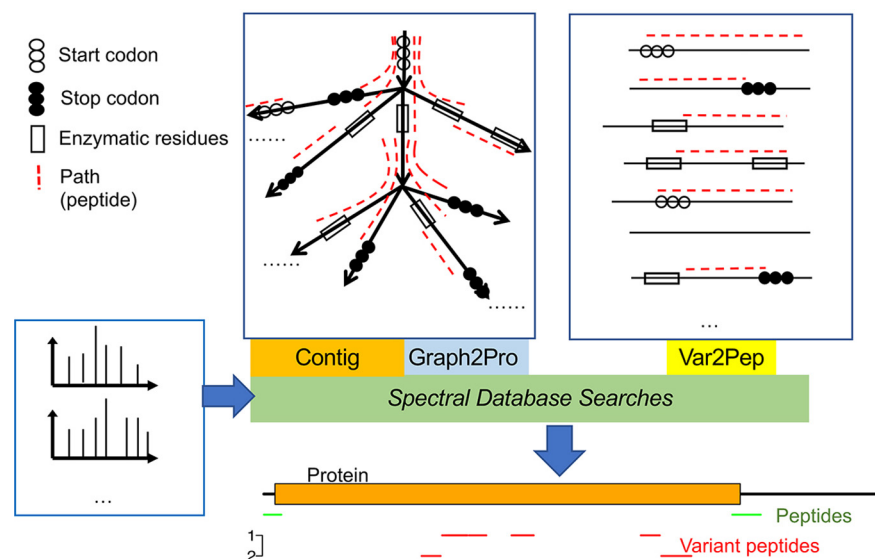 Start codon
Stop codon
Enzymatic residues
Path
(peptide)
......
......
......
...
Contig
Graph2Pro
Var2Pep
Spectral Database Searches
...
Protein
Peptides
1
Variant peptides
2